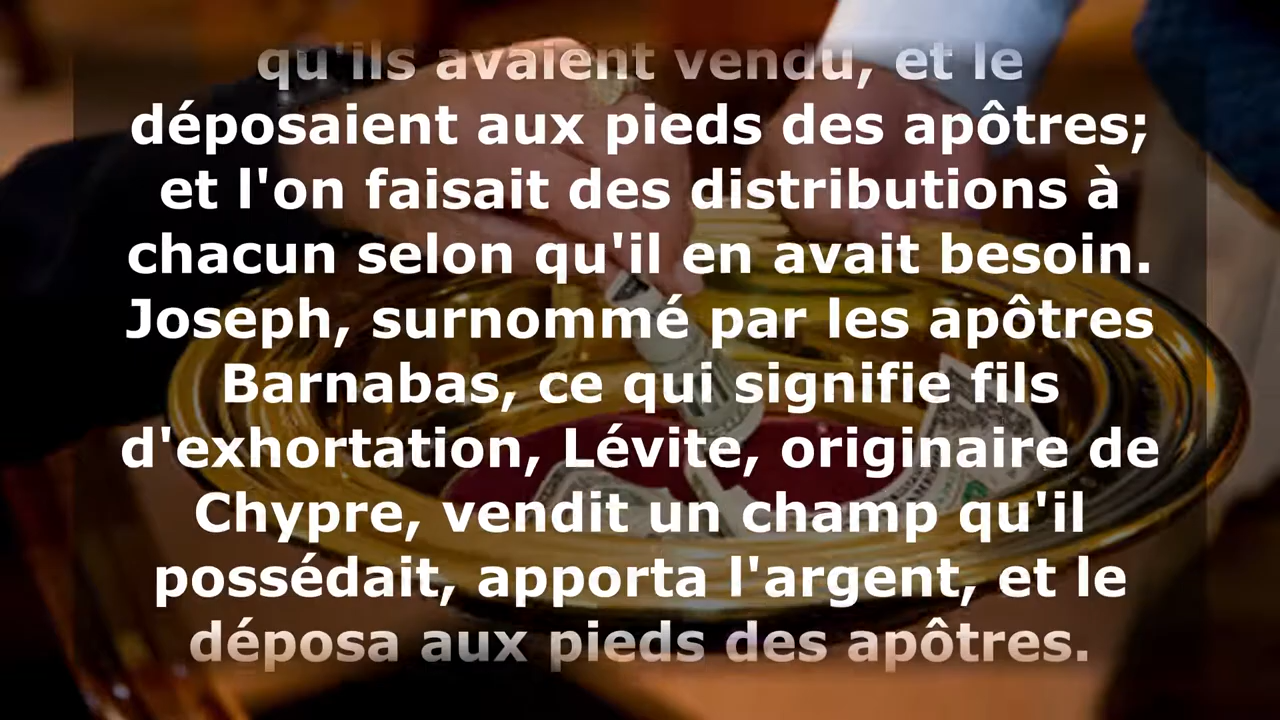 qu'ils avaient vendu, et le
déposaient aux pieds des apôtres;
et l'on faisait des distributions à
chacun selon qu'il en avait besoin.
Joseph, surnommé par les apôtres
Barnabas, ce qui signifie fils
d'exhortation, Lévite, originaire de
Chypre, vendit un champ qu'il
possédait, apporta l'argent, et le
déposa aux pieds des apôtres.